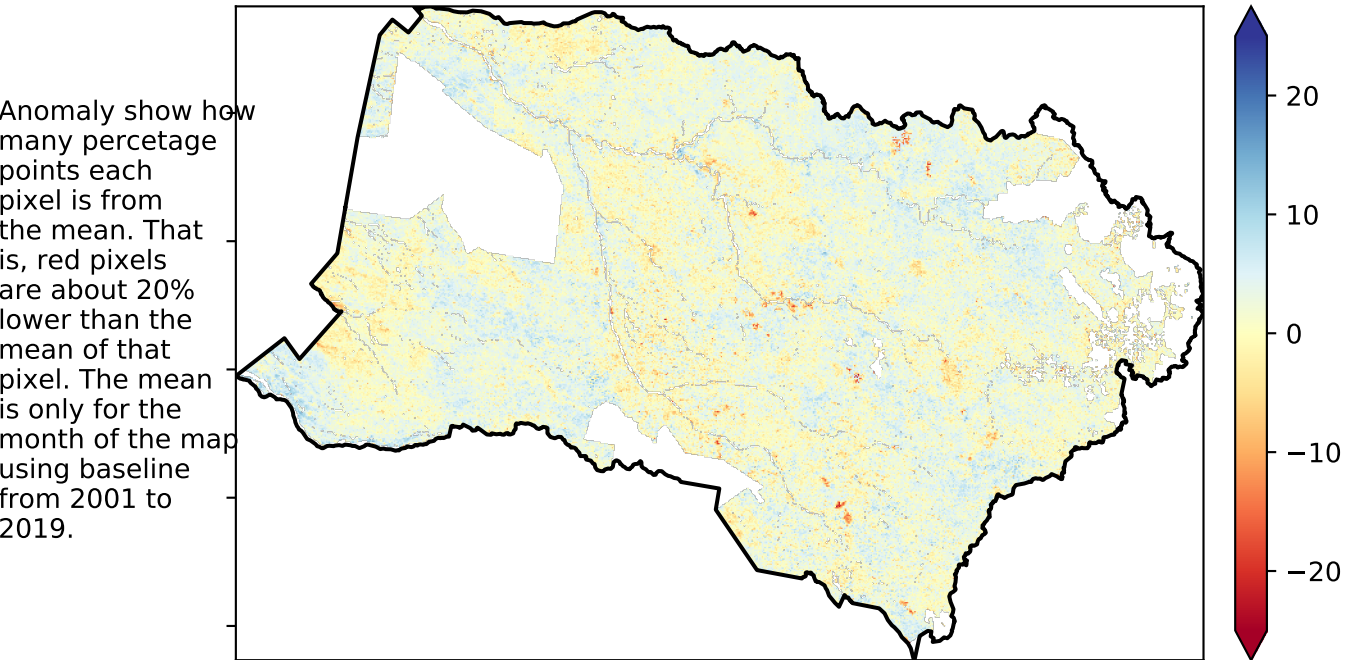 Anomaly show how
many percetage
points each
pixel is from
the mean. That
is, red pixels
are about 20%
lower than the
mean of that
pixel. The mean
is only for the
month of the map
using baseline
from 2001 to
2019.
20
10
0
−10
−20